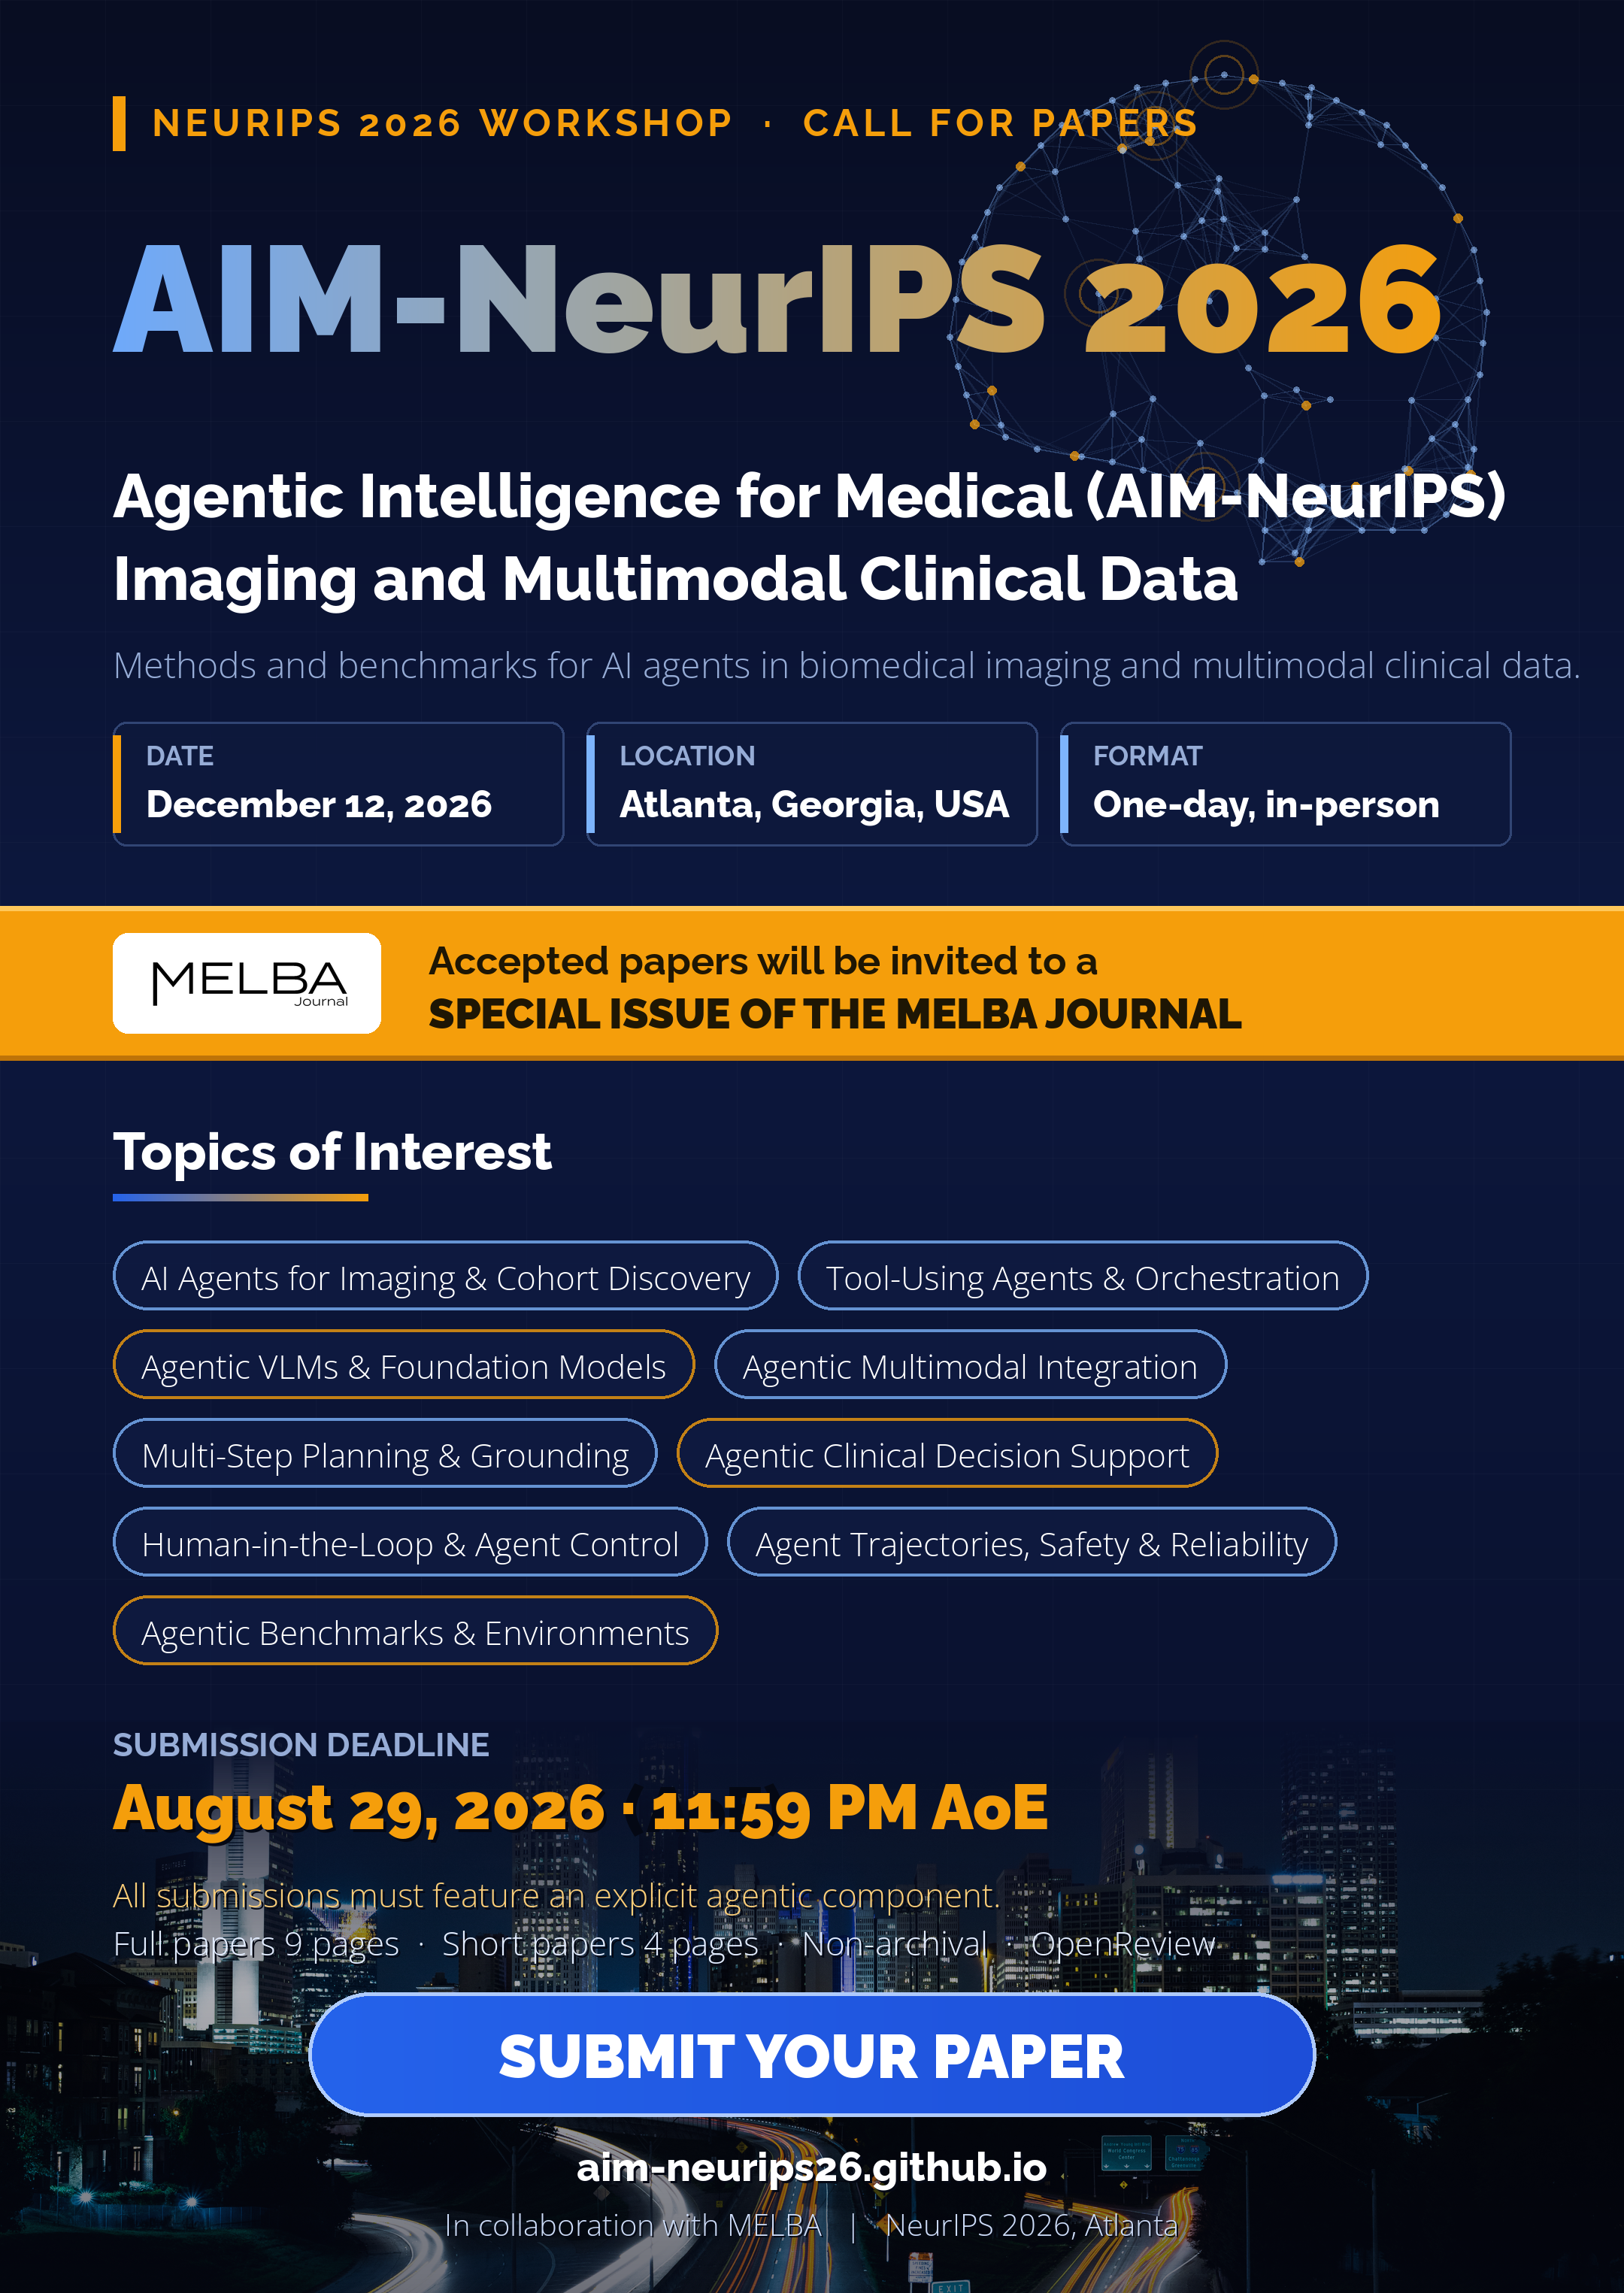 NEURIPS 2026 WORKSHOP · CALL FOR PAPERS
AIM-NeurIPS 2026
Agentic Intelligence for Medical (AIM-NeurIPS)
Imaging and Multimodal Clinical Data
Methods and benchmarks for AI agents in biomedical imaging and multimodal clinical data.
DATE
December 12, 2026
LOCATION
Atlanta, Georgia, USA
FORMAT
One-day, in-person
MELBA
Journal
Accepted papers will be invited to a
SPECIAL ISSUE OF THE MELBA JOURNAL
Topics of Interest
AI Agents for Imaging & Cohort Discovery
Tool-Using Agents & Orchestration
Agentic VLMs & Foundation Models
Agentic Multimodal Integration
Multi-Step Planning & Grounding
Agentic Clinical Decision Support
Human-in-the-Loop & Agent Control
Agent Trajectories, Safety & Reliability
Agentic Benchmarks & Environments
SUBMISSION DEADLINE
August 29, 2026 · 11:59 PM AoE
All submissions must feature an explicit agentic component.
Full papers 9 pages · Short papers 4 pages · Non-archival · OpenReview
SUBMIT YOUR PAPER
aim-neurips26.github.io
In collaboration with MELBA | NeurIPS 2026, Atlanta
EXIT